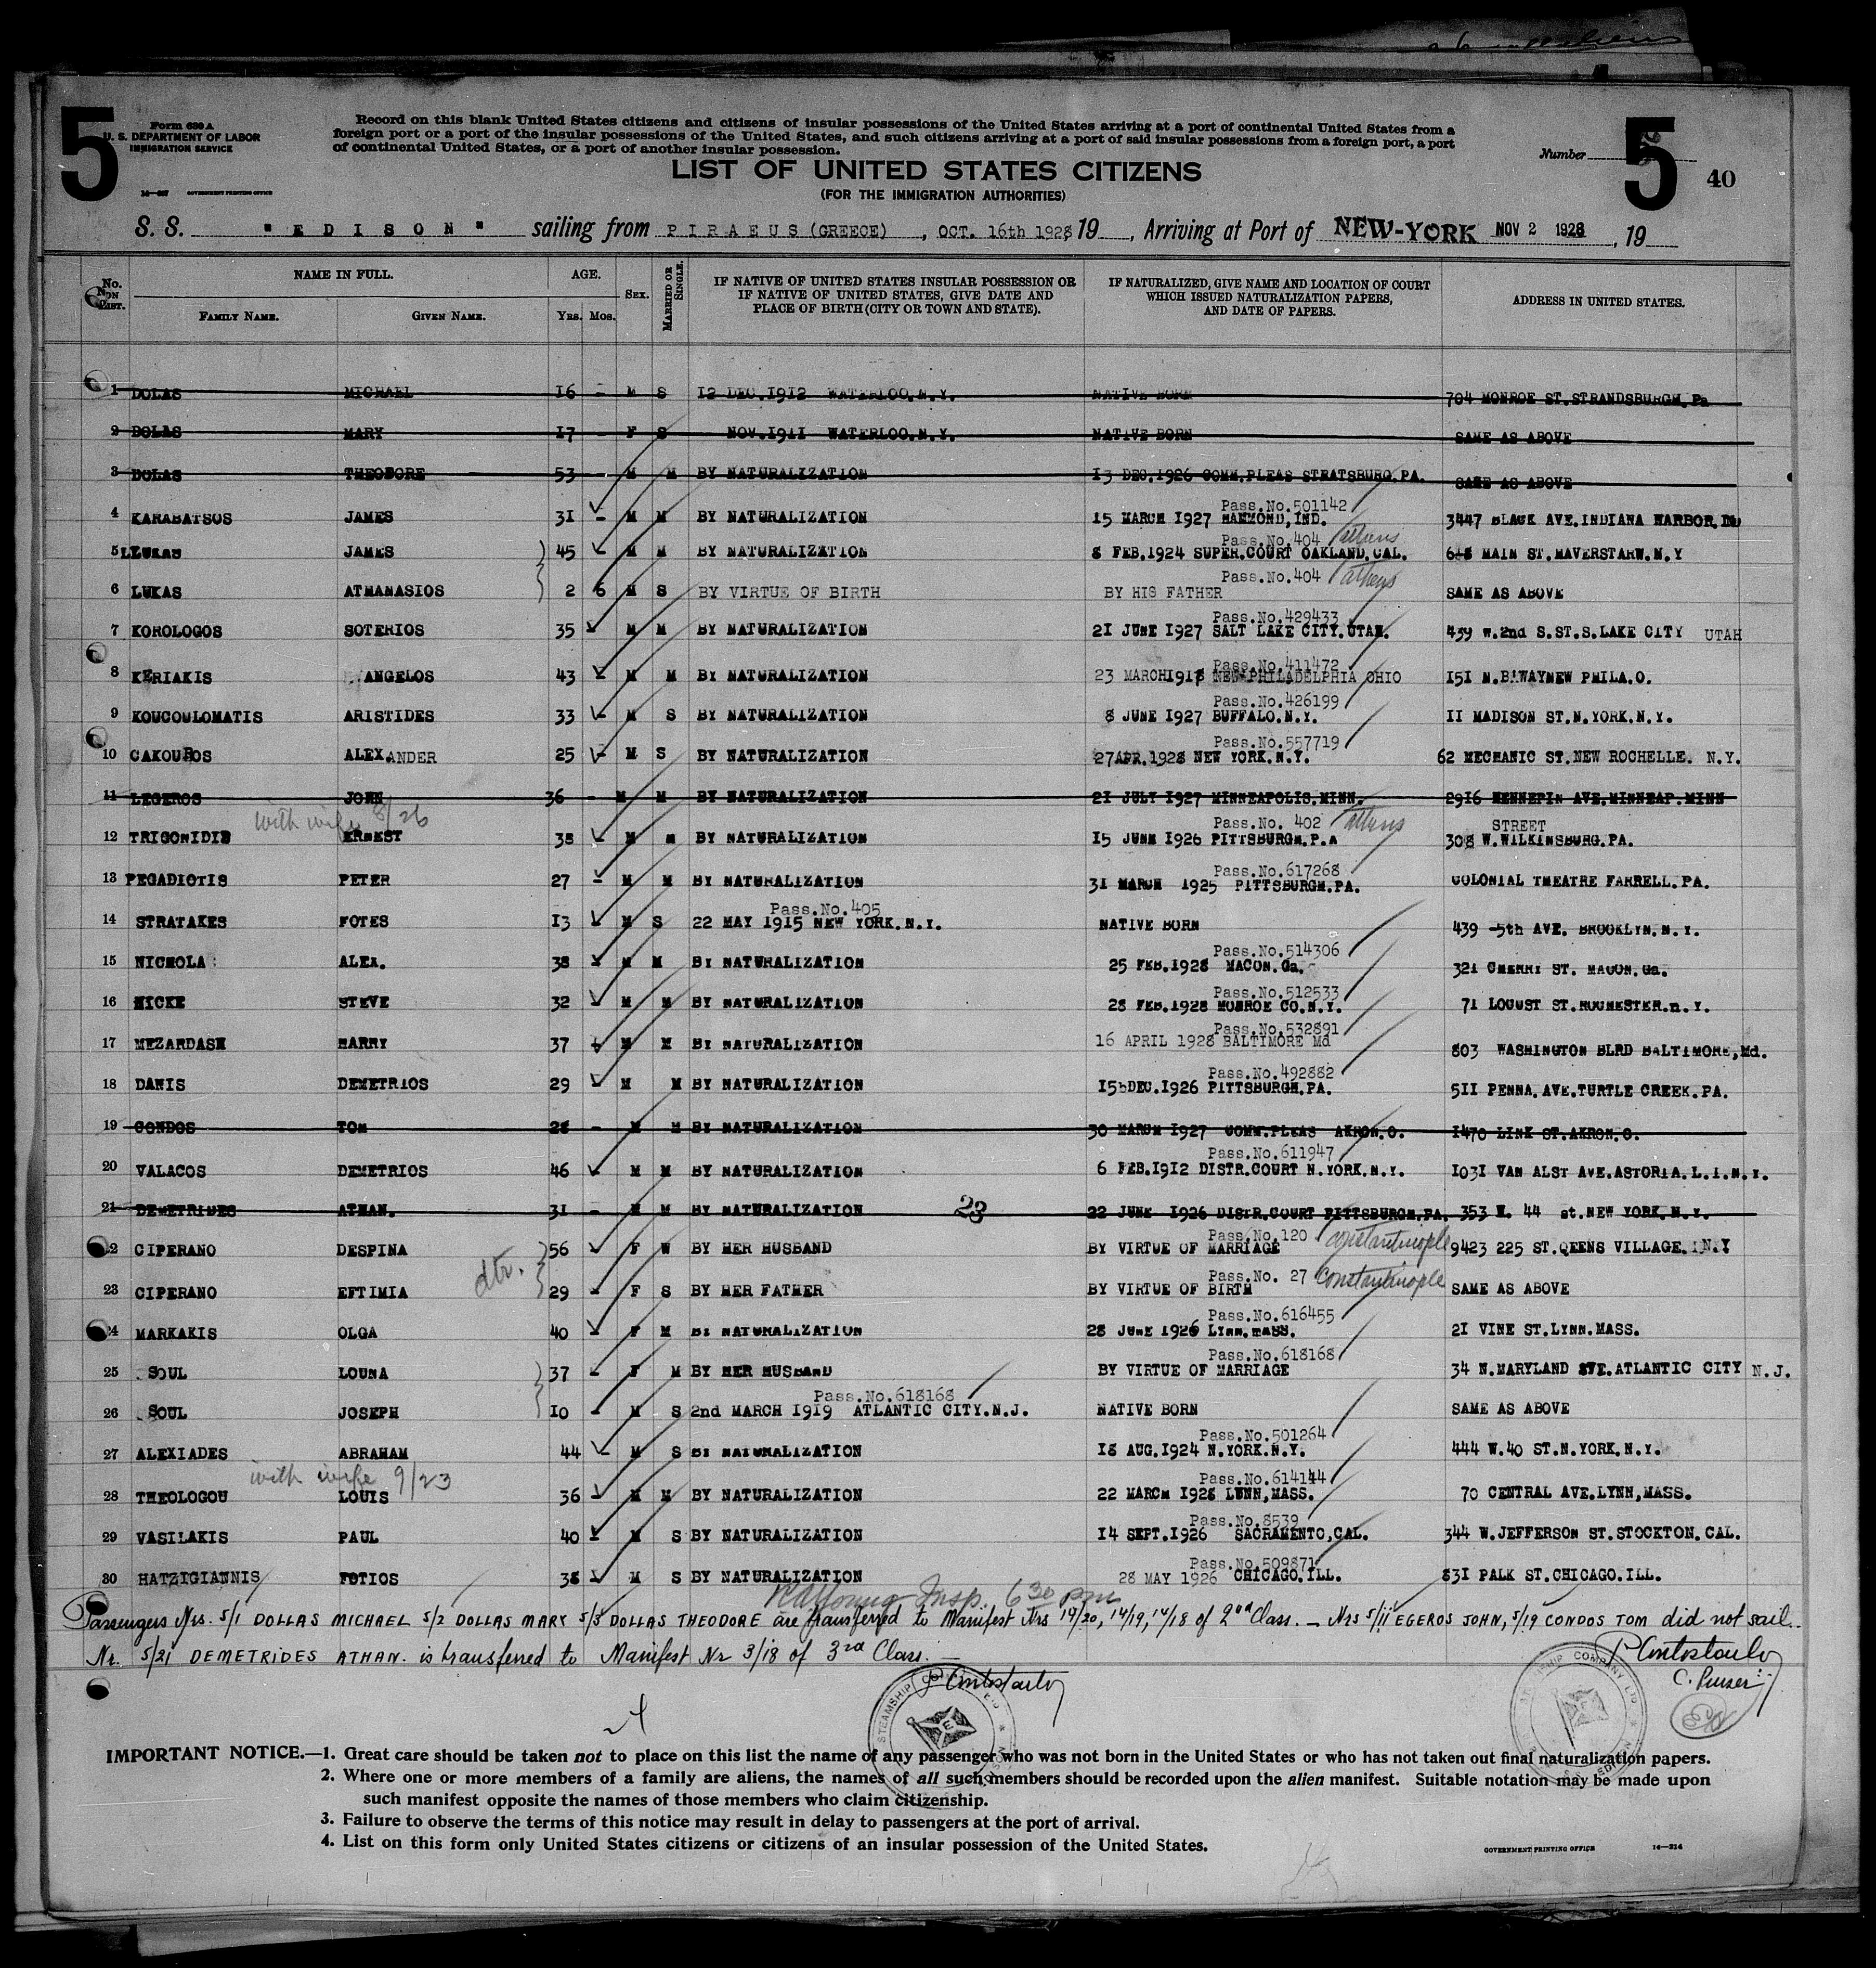 5
Form 630 A
U. S. DEPARTMENT OF LABOR
IMMIGRATION SERVICE
GOVERNMENT PRINTING OFFICE
Record on this blank United States citizens and citizens of insular possessions of the United States arriving at a port of continental United States from a
foreign port or a port of the insular possessions of the United States, and such citizens arriving at a port of said insular possessions from a foreign port, a port
of continental United States, or a port of another insular possession.
Number 5 40
LIST OF UNITED STATES CITIZENS
(FOR THE IMMIGRATION AUTHORITIES)
S. S. "EDISON" sailing from PIRAEUS (GREECE), OCT. 16th 1928, 19 , Arriving at Port of NEW-YORK NOV 2 1928, 19
No. ON LIST. NAME IN FULL. FAMILY NAME. GIVEN NAME. AGE. YRS. MOS. SEX. MARRIED OR SINGLE. IF NATIVE OF UNITED STATES INSULAR POSSESSION OR IF NATIVE OF UNITED STATES, GIVE DATE AND PLACE OF BIRTH (CITY OR TOWN AND STATE). IF NATURALIZED, GIVE NAME AND LOCATION OF COURT WHICH ISSUED NATURALIZATION PAPERS, AND DATE OF PAPERS. ADDRESS IN UNITED STATES.
1 DOLAS MICHAEL 16 - M S 12 DEC. 1912 WATERLOO.N.Y. NATIVE BORN 704 MONROE ST.STRANDSBURGH.Pa
2 DOLAS MARY 17 - F S NOV.1911 WATERLOO.N.Y. NATIVE BORN SAME AS ABOVE
3 DOLAS THEODORE 53 - M M BY NATURALIZATION 13 DEC.1926 COMM.PLEAS STRATSBURG.PA. SAME AS ABOVE
Pass.No.501142
4 KARABATSOS JAMES 31 - M M BY NATURALIZATION 15 MARCH 1927 HAMMOND,IND. 3447 BLACK AVE.INDIANA HARBOR,
Pass.No.404 Athens
5 LUKAS JAMES 45 M M BY NATURALIZATION 8 FEB.1924 SUPER.COURT OAKLAND,CAL. 618 MAIN ST.HAVERSTARW.N.Y
Pass.No.404 Athens
6 LUKAS ATHANASIOS 2 6 M S BY VIRTUE OF BIRTH BY HIS FATHER SAME AS ABOVE
Pass.No.429433
7 KOROLOGOS SOTERIOS 35 M M BY NATURALIZATION 21 JUNE 1927 SALT LAKE CITY.UTAH. 439 W.2nd S.ST.S.LAKE CITY UTAH
Pass.No.411472
8 KERIAKIS ANGELOS 43 M M BY NATURALIZATION 23 MARCH1918 NEW PHILADELPHIA OHIO 151 N.B'WAYNEW PHILA.O.
Pass.No.426199
9 KOUCOULOMATIS ARISTIDES 33 M S BY NATURALIZATION 8 JUNE 1927 BUFFALO.N.Y. 11 MADISON ST.N.YORK.N.Y.
Pass.No.557719
10 CAKOUROS ALEXANDER 25 M S BY NATURALIZATION 27APR.1928 NEW YORK.N.Y. 62 MECHANIC ST.NEW ROCHELLE. N.Y.
11 LEGEROS JOHN 36 - M M BY NATURALIZATION 21 JULY 1927 MINNEAPOLIS.MINN. 2916 HENNEPIN AVE.MINNEAP.MINN
with wife 8/26 Pass.No. 402 Athens STREET
12 TRIGONIDIS ERNEST 38 M M BY NATURALIZATION 15 JUNE 1926 PITTSBURGH.P.A 308 W.WILKINSBURG.PA.
Pass.No.617268
13 PEGADIOTIS PETER 27 M M BY NATURALIZATION 31 MARCH 1925 PITTSBURGH.PA. COLONIAL THEATRE FARRELL.PA.
Pass.No.405
14 STRATAKES FOTES 13 M S 22 MAY 1915 NEW YORK.N.Y. NATIVE BORN 439 -5th AVE. BROOKLYN.N.Y.
Pass.No.514306
15 NICHOLA ALEX. 38 M M BY NATURALIZATION 25 FEB.1928 MACON.Ga. 321 CHERRY ST. MACON.Ga.
Pass.No.512533
16 NICKE STEVE 32 M M BY NATURALIZATION 28 FEB.1928 MONROE CO.N.Y. 71 LOCUST ST.ROCHESTER.n.Y.
Pass.No.532891
17 MEZARDASH HARRY 37 M M BY NATURALIZATION 16 APRIL 1928 BALTIMORE Md 803 WASHINGTON BLRD BALTIMORE,Md.
Pass.No.492882
18 DANIS DEMETRIOS 29 M M BY NATURALIZATION 15 DEC.1926 PITTSBURGH.PA. 511 PENNA.AVE.TURTLE CREEK.PA.
19 CONDOS TOM 28 - M M BY NATURALIZATION 30 MARCH 1927 COMM.PLEAS AKRON.O. 1470 LINK ST.AKRON.O.
Pass.No.611947
20 VALACOS DEMETRIOS 46 M M BY NATURALIZATION 6 FEB.1912 DISTR.COURT N.YORK.N.Y. 1031 VAN ALST AVE.ASTORIA.L.I.N.Y.
21 DEMETRIDES ATHAN. 31 - M M BY NATURALIZATION 23 22 JUNE 1926 DISTR.COURT PITTSBURGH.PA. 353 W. 44 st.NEW YORK.N.Y.
Pass.No.120 Constantinople
22 CIPERANO DESPINA 56 F W BY HER HUSBAND BY VIRTUE OF MARRIAGE 9423 225 ST.QEENS VILLAGE. N.Y
dtr. Pass.No. 27 Constantinople
23 CIPERANO EFTIMIA 29 - F S BY HER FATHER BY VIRTUE OF BIRTH SAME AS ABOVE
Pass.No.616455
24 MARKAKIS OLGA 40 F M BY NATURALIZATION 28 JUNE 1926 LYNN.MASS. 21 VINE ST.LYNN.MASS.
Pass.No.618168
25 SOUL LOUNA 37 F M BY HER HUSBAND BY VIRTUE OF MARRIAGE 34 N.MARYLAND AVE.ATLANTIC CITY N.J.
Pass.No.618168
26 SOUL JOSEPH 10 - M S 2nd MARCH 1919 ATLANTIC CITY.N.J. NATIVE BORN SAME AS ABOVE
Pass.No.501264
27 ALEXIADES ABRAHAM 44 M S BY NATURALIZATION 18 AUG.1924 N.YORK.N.Y. 444 W.40 ST.N.YORK.N.Y.
with wife 9/23 Pass.No.614144
28 THEOLOGOU LOUIS 36 M M BY NATURALIZATION 22 MARCH 1928 LUNN,MASS. 70 CENTRAL AVE.LYNN,MASS.
Pass.No.8539
29 VASILAKIS PAUL 40 M S BY NATURALIZATION 14 SEPT.1926 SACRAMENTO,CAL. 344 W.JEFFERSON ST.STOCKTON.CAL.
Pass.No.509871
30 HATZIGIANNIS FOTIOS 38 M S BY NATURALIZATION 28 MAY 1926 CHICAGO.ILL. 831 PALK ST.CHICAGO.ILL.
Insp. 6 30 pm
Passengers Nrs. 5/1 DOLLAS MICHAEL 5/2 DOLLAS MARY 5/3 DOLLAS THEODORE are transferred to Manifest Nrs 14/20, 14/19, 14/18 of 2nd Class. - Nrs 5/11 EGEROS JOHN, 5/19 CONDOS TOM did not sail.
Nr. 5/21 DEMETRIDES ATHAN. is transferred to Manifest Nr 3/18 of 3rd Class. -
C. Purser
IMPORTANT NOTICE.—1. Great care should be taken not to place on this list the name of any passenger who was not born in the United States or who has not taken out final naturalization papers.
2. Where one or more members of a family are aliens, the names of all such members should be recorded upon the alien manifest. Suitable notation may be made upon
such manifest opposite the names of those members who claim citizenship.
3. Failure to observe the terms of this notice may result in delay to passengers at the port of arrival.
4. List on this form only United States citizens or citizens of an insular possession of the United States.
GOVERNMENT PRINTING OFFICE 14—214